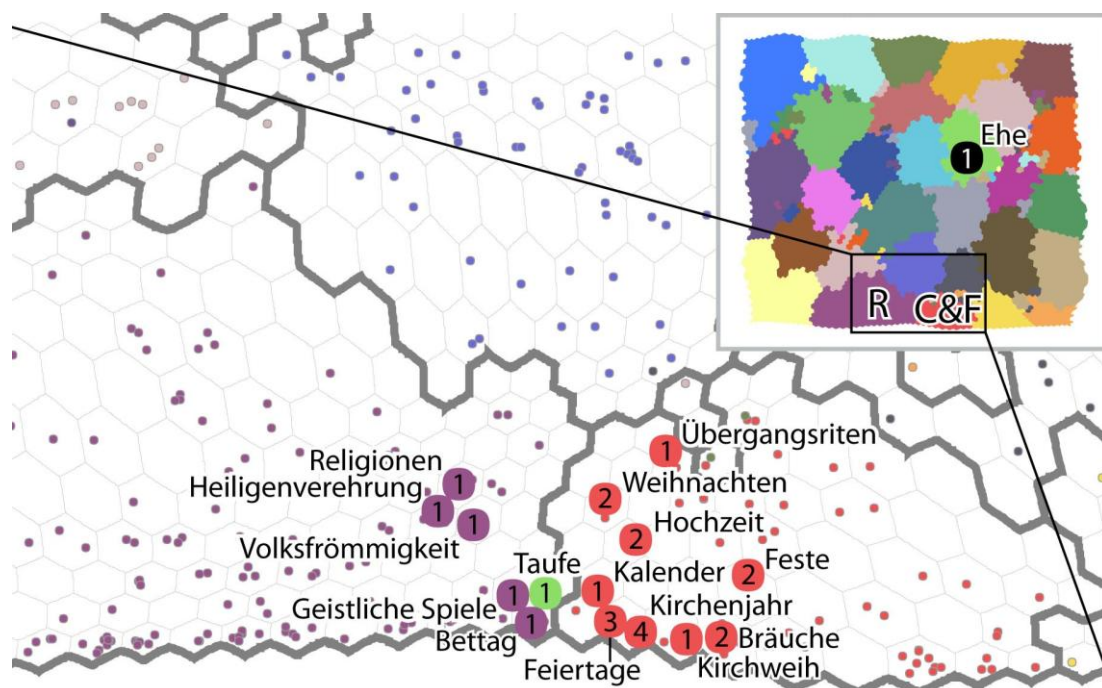 Ehe
1
R
C&F
Übergangsriten
1
Religionen
Weihnachten
Heiligenverehrung
1
2
1
1
Hochzeit
2
Volksfrömmigkeit
Taufe
Kalender
Feste
2
1
1
1
Geistliche Spiele
Kirchenjahr
Bettag
1
3
4
1
2
Bräuche
Feiertage
Kirchweih